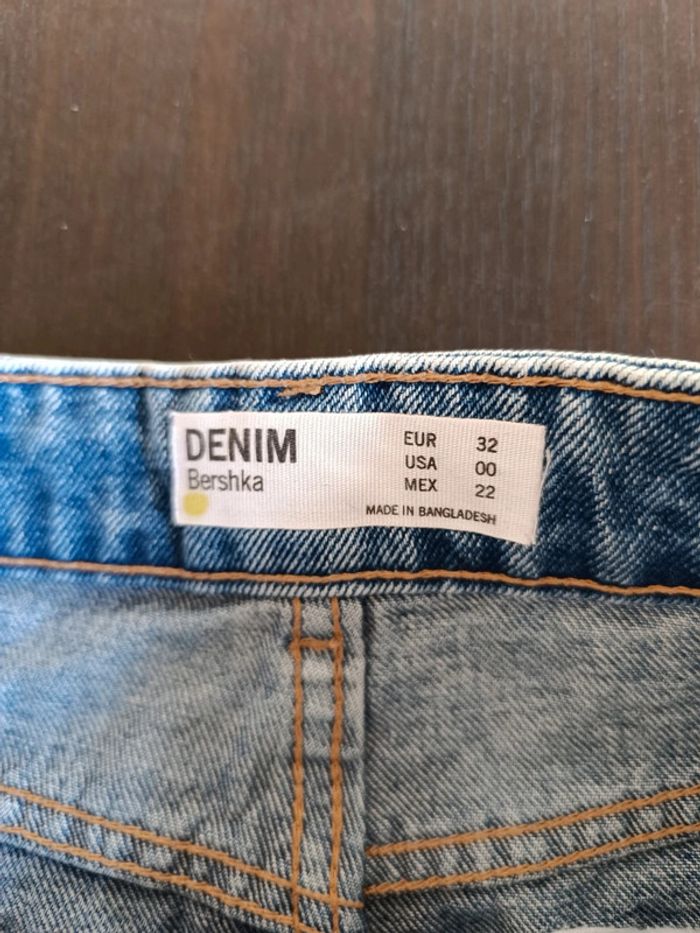 DENIM
Bershka
EUR 32
USA 00
MEX 22
MADE IN BANGLADESH